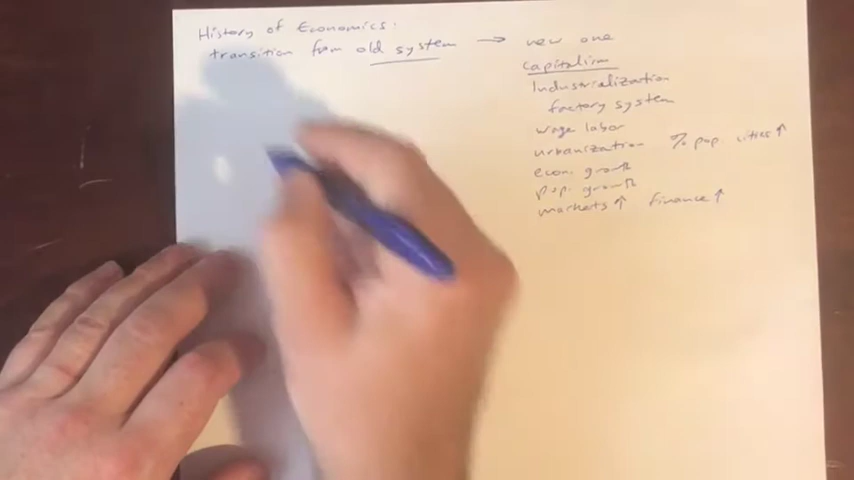 History of Economics:
transition from old system → new one
Capitalism
Industrialization
factory system
wage labor
urbanization % pop. cities ↑
econ. growth
pop. growth
markets ↑ finance ↑